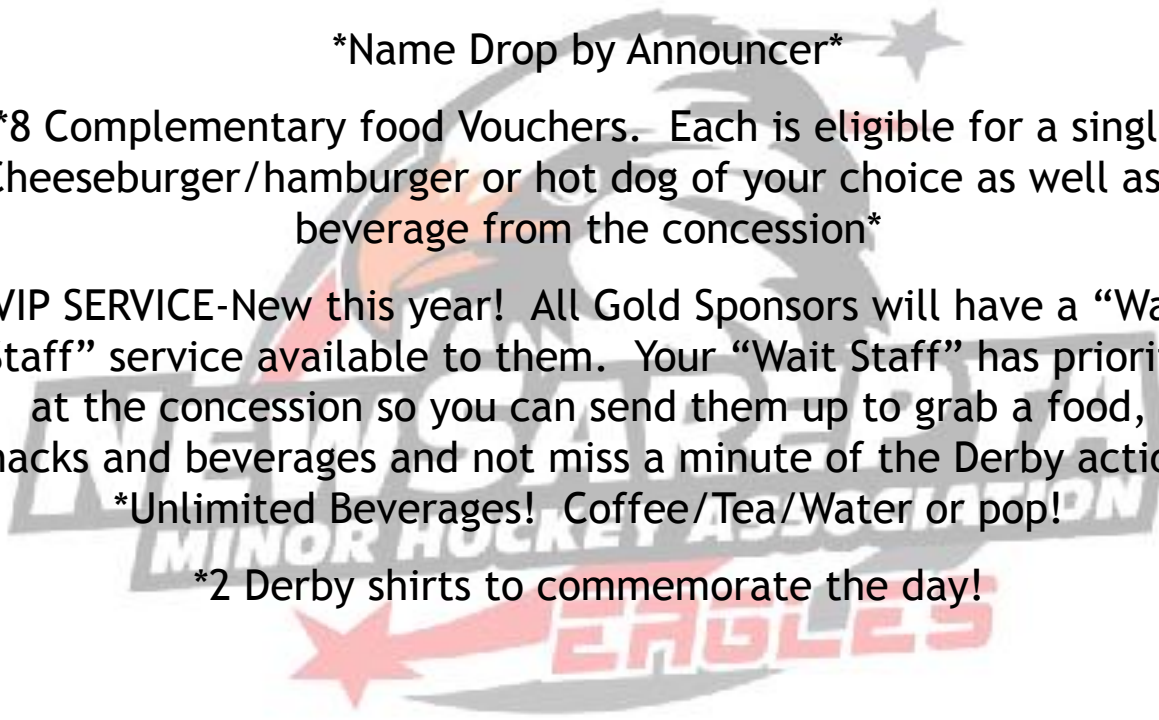 *Name Drop by Announcer*
*8 Complementary food Vouchers. Each is eligible for a singl
heeseburger/hamburger or hot dog of your choice as well as
beverage from the concession*
VIP SERVICE-New this year! All Gold Sponsors will have a “Wa
Staff” service available to them. Your “Wait Staff” has priorit
at the concession so you can send them up to grab a food,
nacks and beverages and not miss a minute of the Derby actio
*Unlimited Beverages! Coffee/Tea/Water or pop!
*2 Derby shirts to commemorate the day!
NEW SAREPTA
MINOR HOCKEY ASSOCIATION
EAGLES